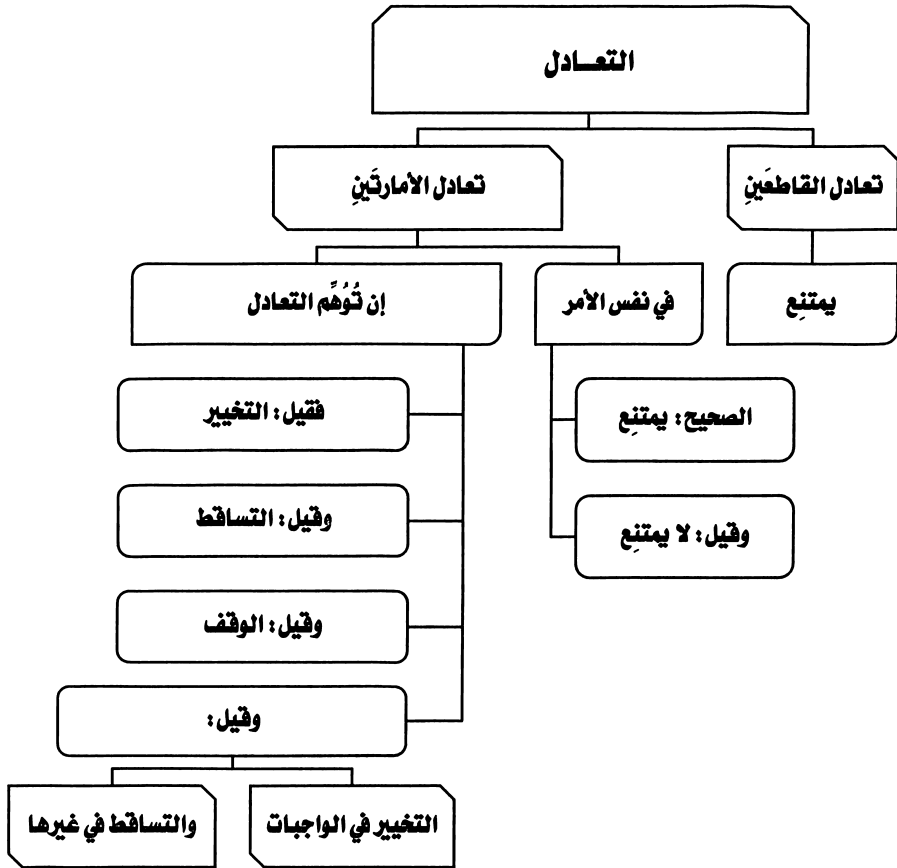 التعـــادل
تعادل القاطعَينِ
تعادل الأمارتَينِ
يمتنِع
في نفس الأمر
إن تُوُهِّم التعادل
الصحيح: يمتنِع
وقيل: لا يمتنِع
فقيل: التخيير
وقيل: التساقط
وقيل: الوقف
وقيل:
التخيير في الواجبات
والتساقط في غيرها